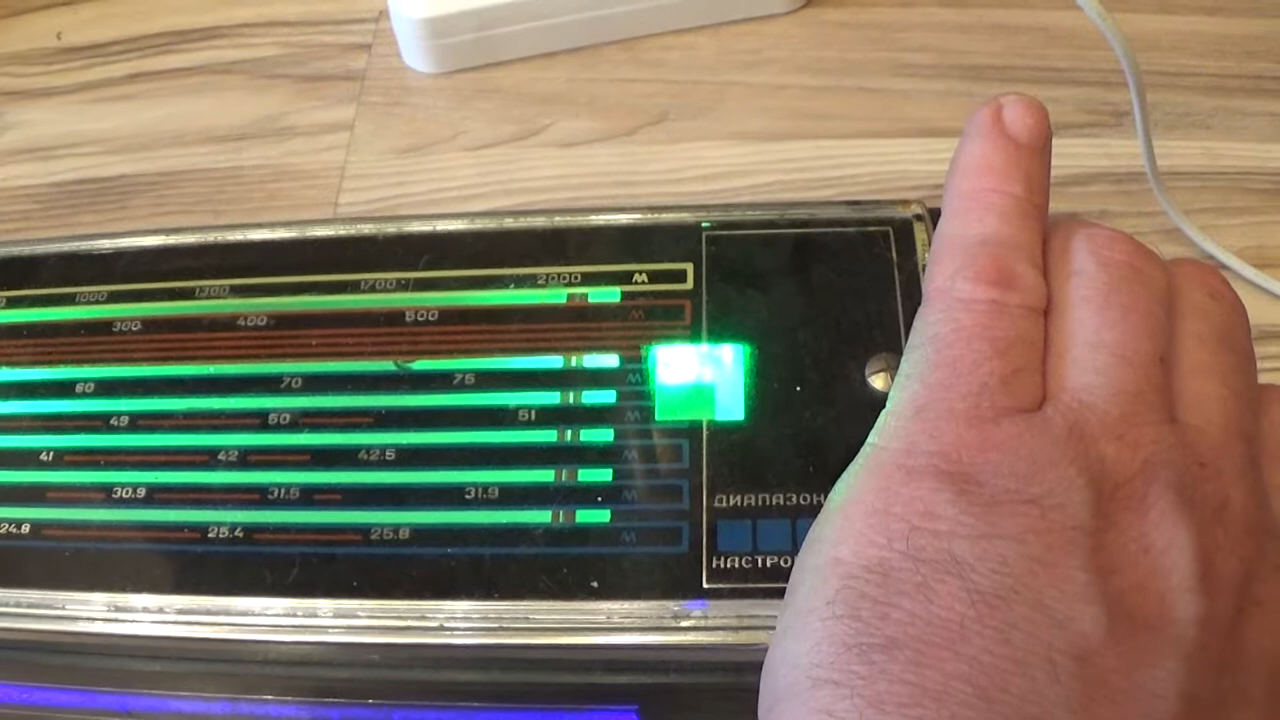 1000 1300 1700 2000 М
300 400 500 М
60 70 75 М
49 50 51 М
41 42 42.5 М
30.9 31.5 31.9 М
24.8 25.4 25.8 М
ДИАПАЗОН